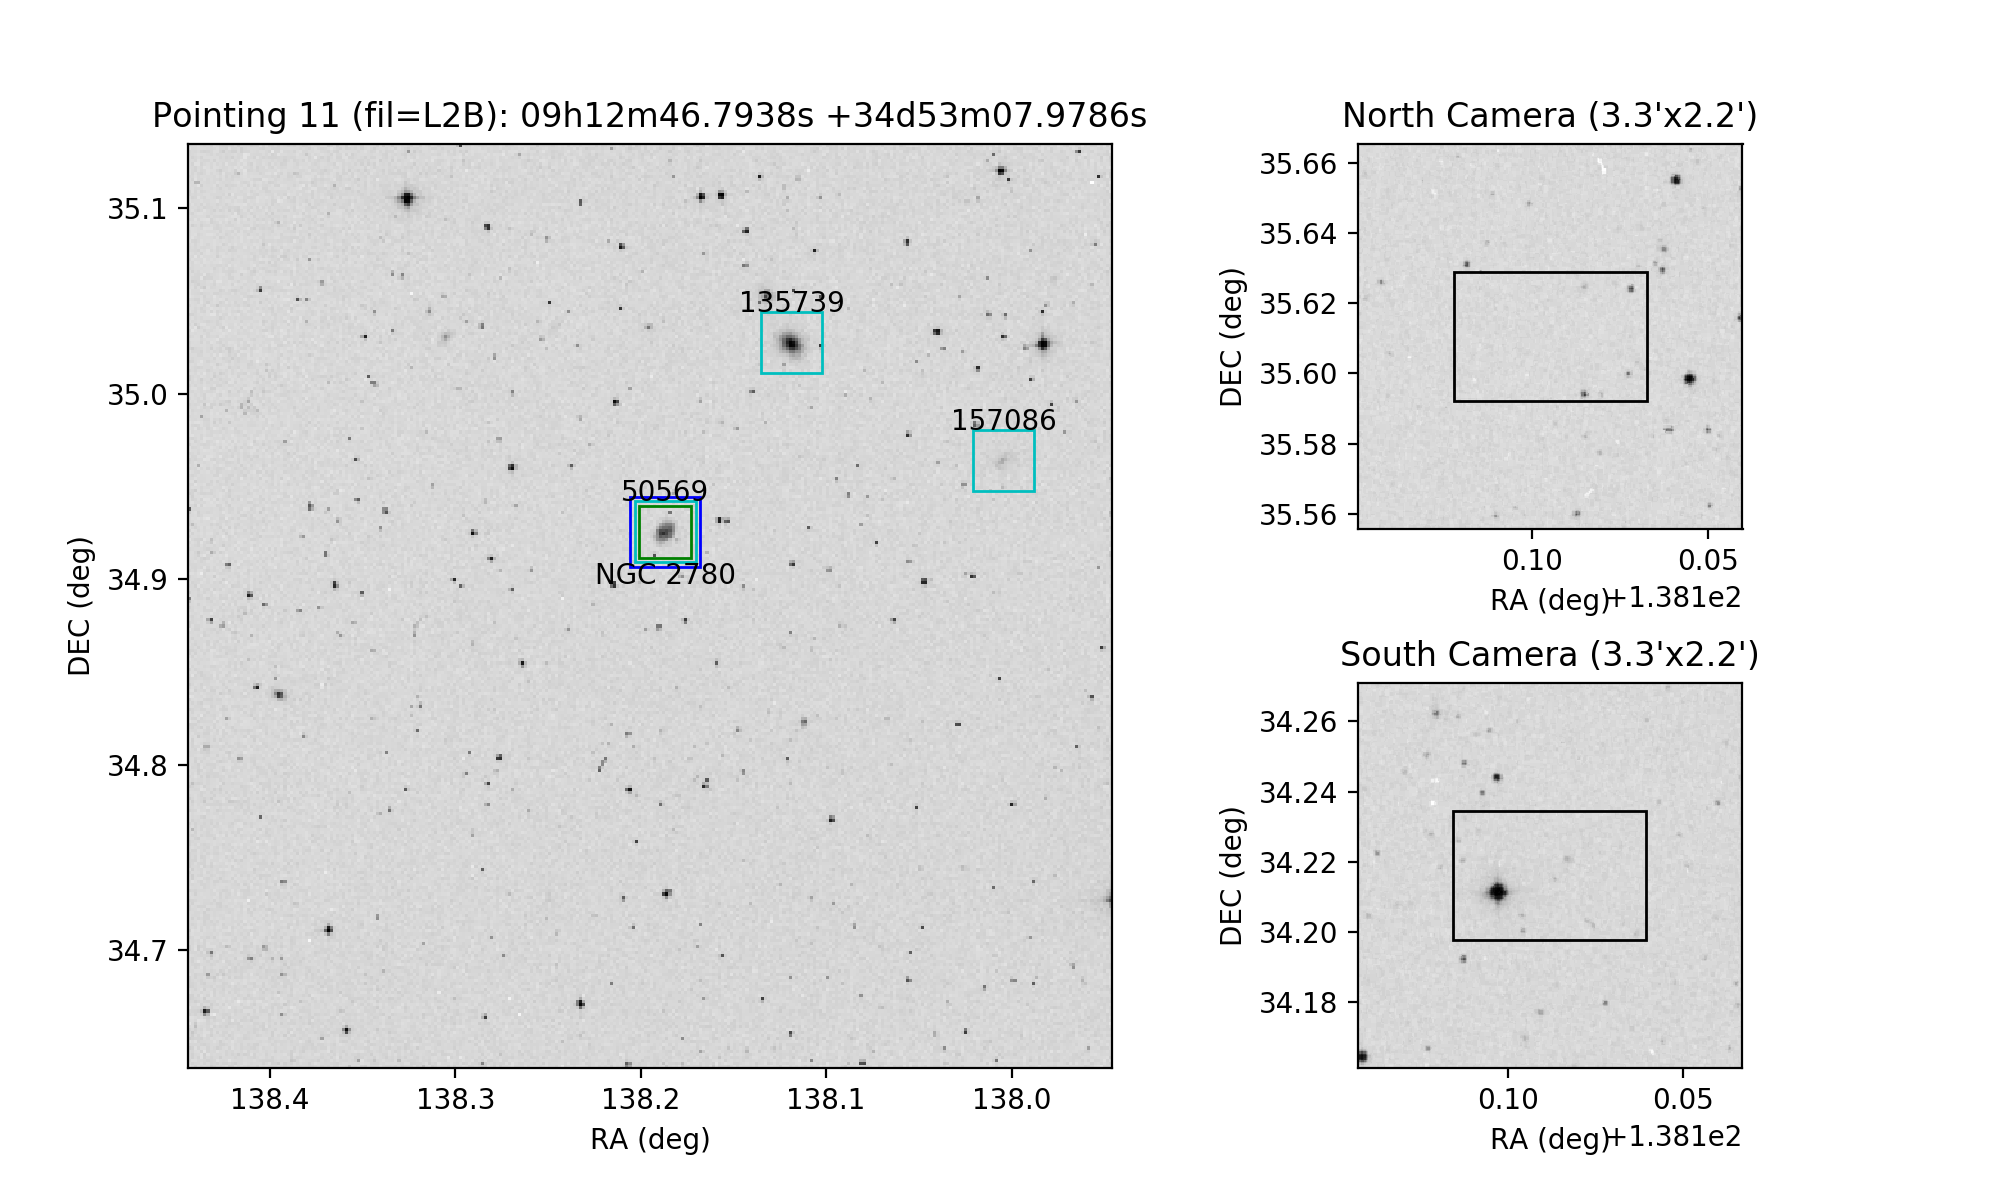 Pointing 11 (fil=L2B): 09h12m46.7938s +34d53m07.9786s
35.1
35.0
34.9
34.8
34.7
DEC (deg)
135739
157086
50569
NGC 2780
138.4 138.3 138.2 138.1 138.0
RA (deg)
North Camera (3.3'x2.2')
35.66
35.64
35.62
35.60
35.58
35.56
DEC (deg)
0.10 0.05
RA (deg) +1.381e2
South Camera (3.3'x2.2')
34.26
34.24
34.22
34.20
34.18
DEC (deg)
0.10 0.05
RA (deg) +1.381e2